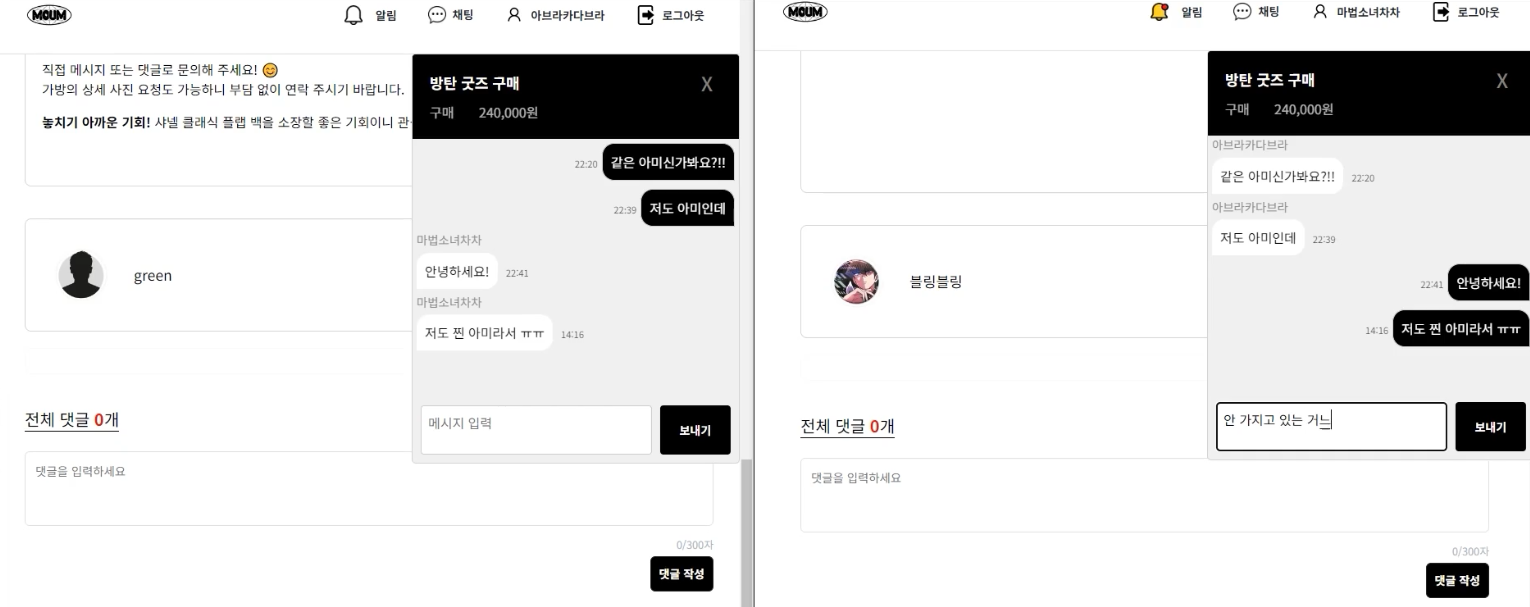 MOUM
알림
채팅
아브라카다브라
로그아웃
직접 메시지 또는 댓글로 문의해 주세요! 😊
가방의 상세 사진 요청도 가능하니 부담 없이 연락 주시기 바랍니다.
놓치기 아까운 기회! 샤넬 클래식 플랩 백을 소장할 좋은 기회이니 관
green
전체 댓글 0개
댓글을 입력하세요
0/300자
댓글 작성
방탄 굿즈 구매
X
구매 240,000원
22:20 같은 아미신가봐요?!!
22:39 저도 아미인데
마법소녀차차
안녕하세요! 22:41
마법소녀차차
저도 찐 아미라서 ㅠㅠ 14:16
메시지 입력
보내기
MOUM
알림
채팅
마법소녀차차
로그아웃
블링블링
전체 댓글 0개
댓글을 입력하세요
0/300자
댓글 작성
방탄 굿즈 구매
X
구매 240,000원
아브라카다브라
같은 아미신가봐요?!! 22:20
아브라카다브라
저도 아미인데 22:39
22:41 안녕하세요!
14:16 저도 찐 아미라서 ㅠㅠ
안 가지고 있는 거느
보내기